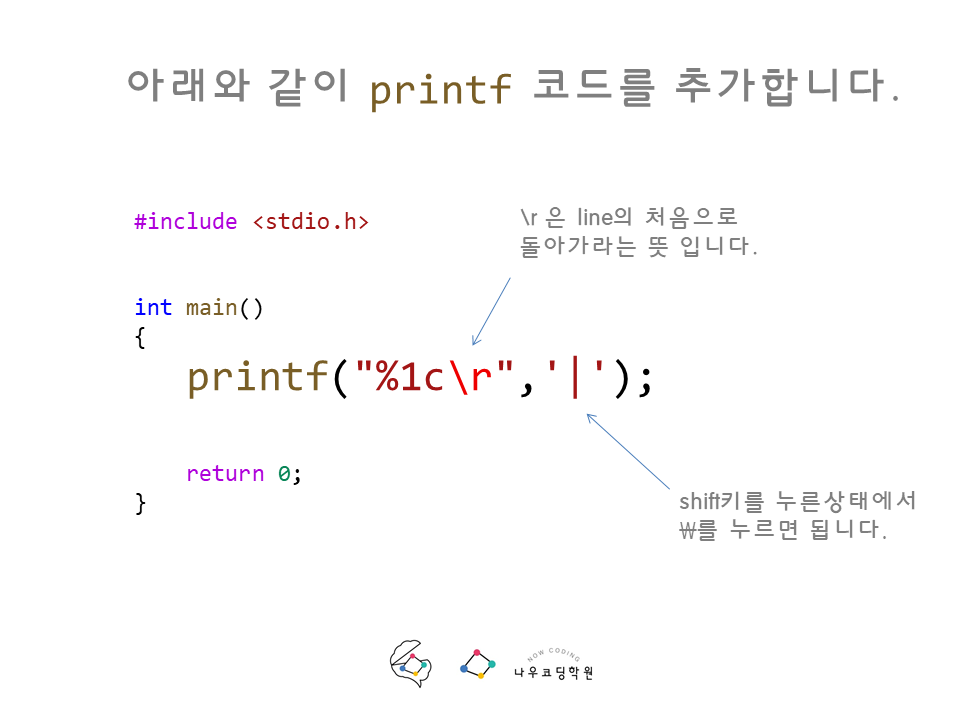 아래와 같이 printf 코드를 추가합니다.
#include <stdio.h>
\r 은 line의 처음으로
돌아가라는 뜻 입니다.
int main()
{
printf("%1c\r",'|');
return 0;
}
shift키를 누른상태에서
₩를 누르면 됩니다.
NOW CODING
나우코딩학원